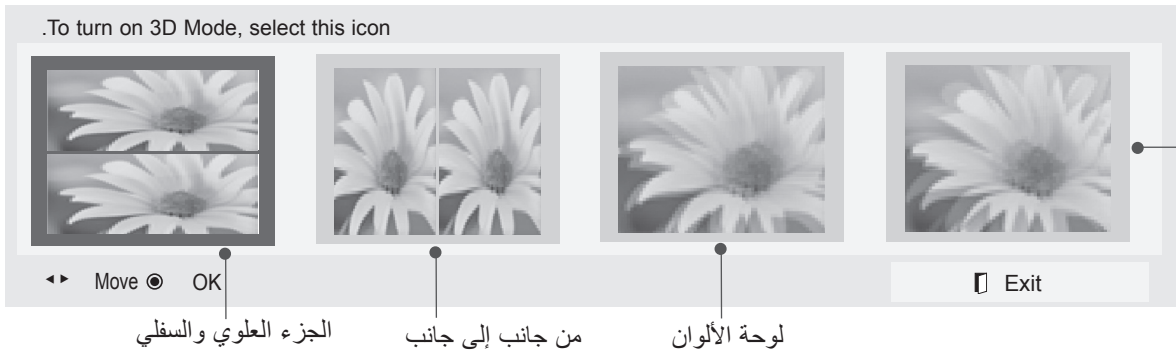 .To turn on 3D Mode, select this icon
Move OK
Exit
الجزء العلوي والسفلي
من جانب إلى جانب
لوحة الألوان